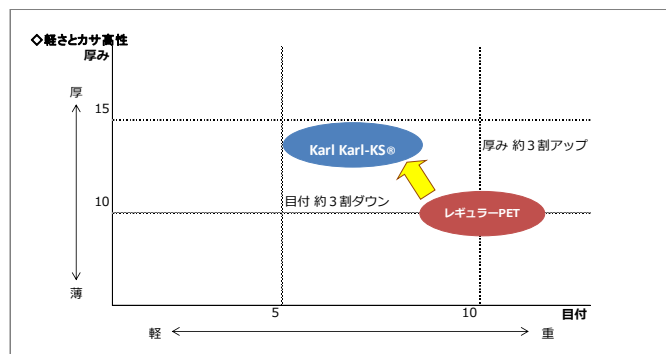 ◇軽さとカサ高性
厚み
厚
15
Karl Karl-KS®
厚み 約３割アップ
目付 約３割ダウン
10
レギュラーPET
薄
5
10
目付
軽
重